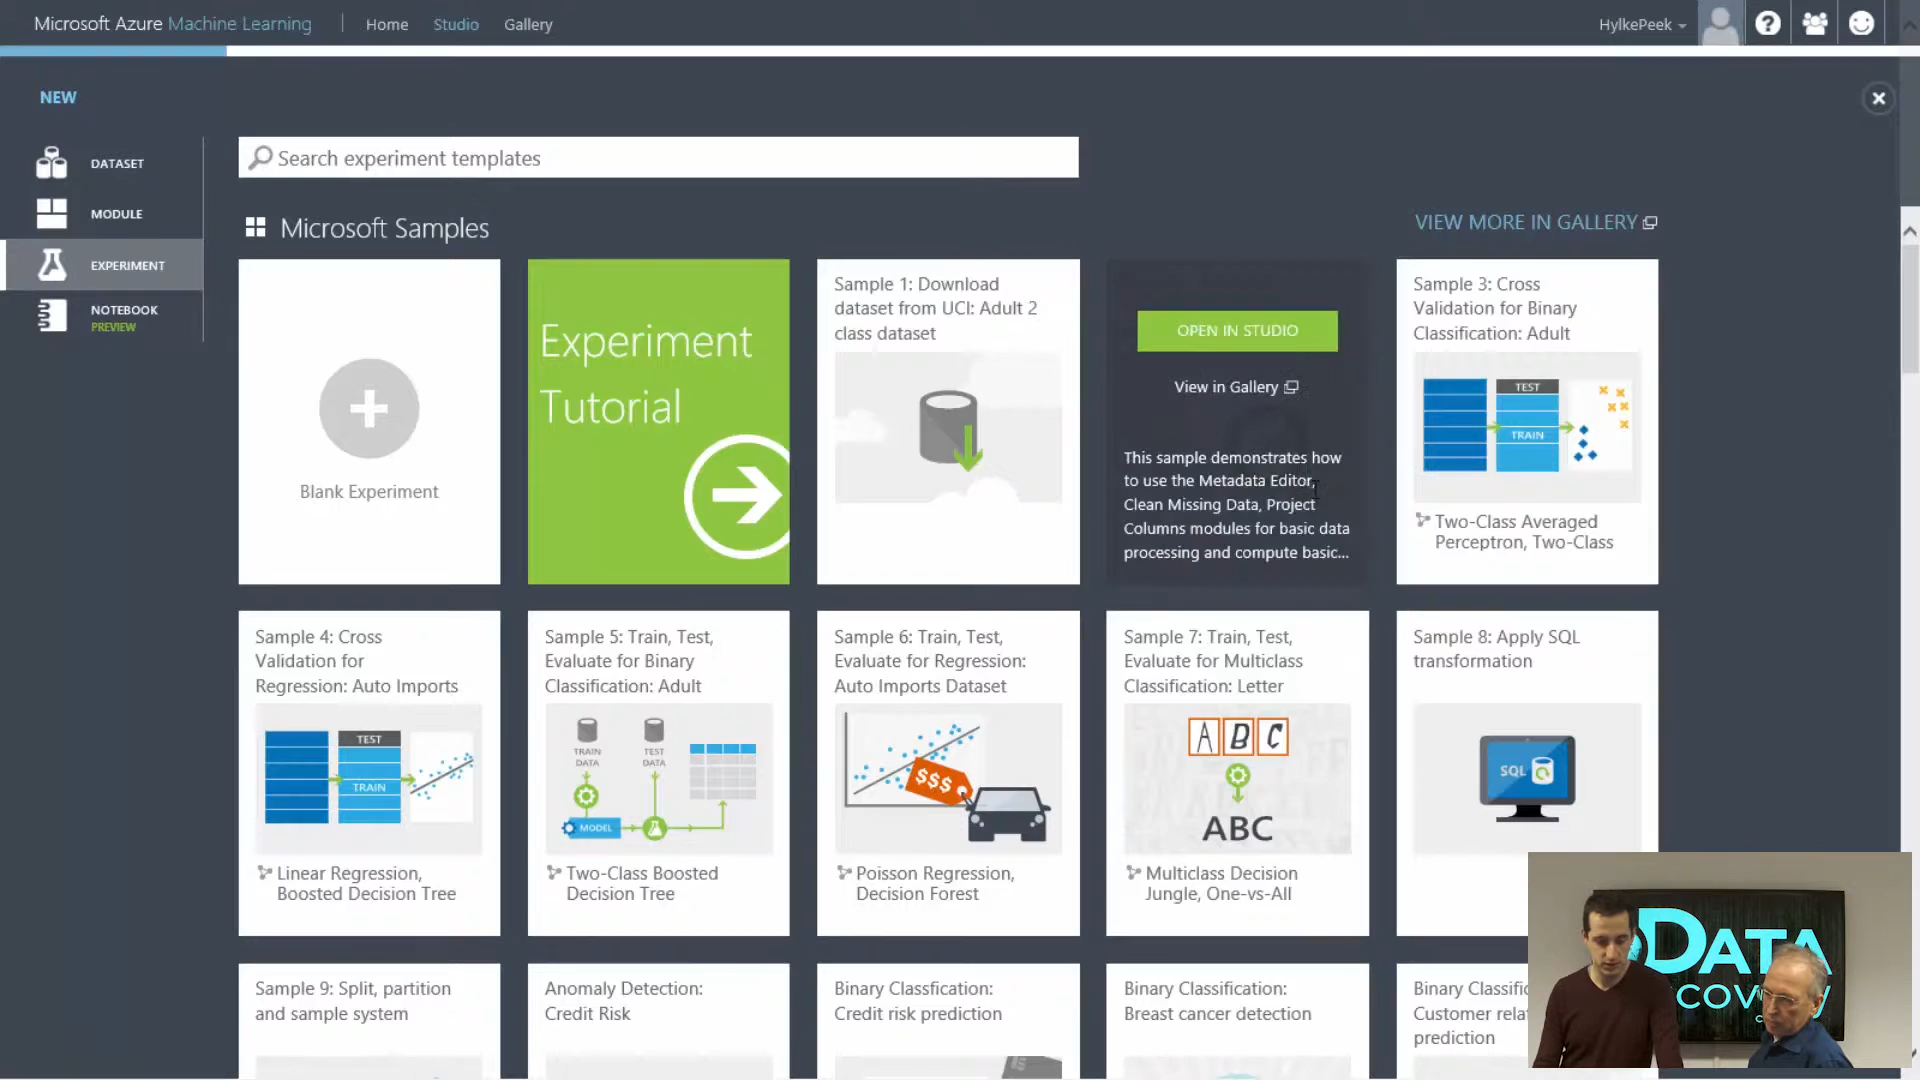 Microsoft Azure Machine Learning
Home
Studio
Gallery
HylkePeek
NEW
DATASET
MODULE
EXPERIMENT
NOTEBOOK
PREVIEW
Search experiment templates
Microsoft Samples
VIEW MORE IN GALLERY
Blank Experiment
Experiment
Tutorial
Sample 1: Download
dataset from UCI: Adult 2
class dataset
OPEN IN STUDIO
View in Gallery
This sample demonstrates how
to use the Metadata Editor,
Clean Missing Data, Project
Columns modules for basic data
processing and compute basic...
Sample 3: Cross
Validation for Binary
Classification: Adult
TEST
TRAIN
Two-Class Averaged
Perceptron, Two-Class
Sample 4: Cross
Validation for
Regression: Auto Imports
TEST
TRAIN
Linear Regression,
Boosted Decision Tree
Sample 5: Train, Test,
Evaluate for Binary
Classification: Adult
TRAIN
DATA
TEST
DATA
MODEL
Two-Class Boosted
Decision Tree
Sample 6: Train, Test,
Evaluate for Regression:
Auto Imports Dataset
$$$
Poisson Regression,
Decision Forest
Sample 7: Train, Test,
Evaluate for Multiclass
Classification: Letter
A B C
ABC
Multiclass Decision
Jungle, One-vs-All
Sample 8: Apply SQL
transformation
SQL
Sample 9: Split, partition
and sample system
Anomaly Detection:
Credit Risk
Binary Classfication:
Credit risk prediction
Binary Classification:
Breast cancer detection
Binary Classific
Customer rela
prediction
DATA